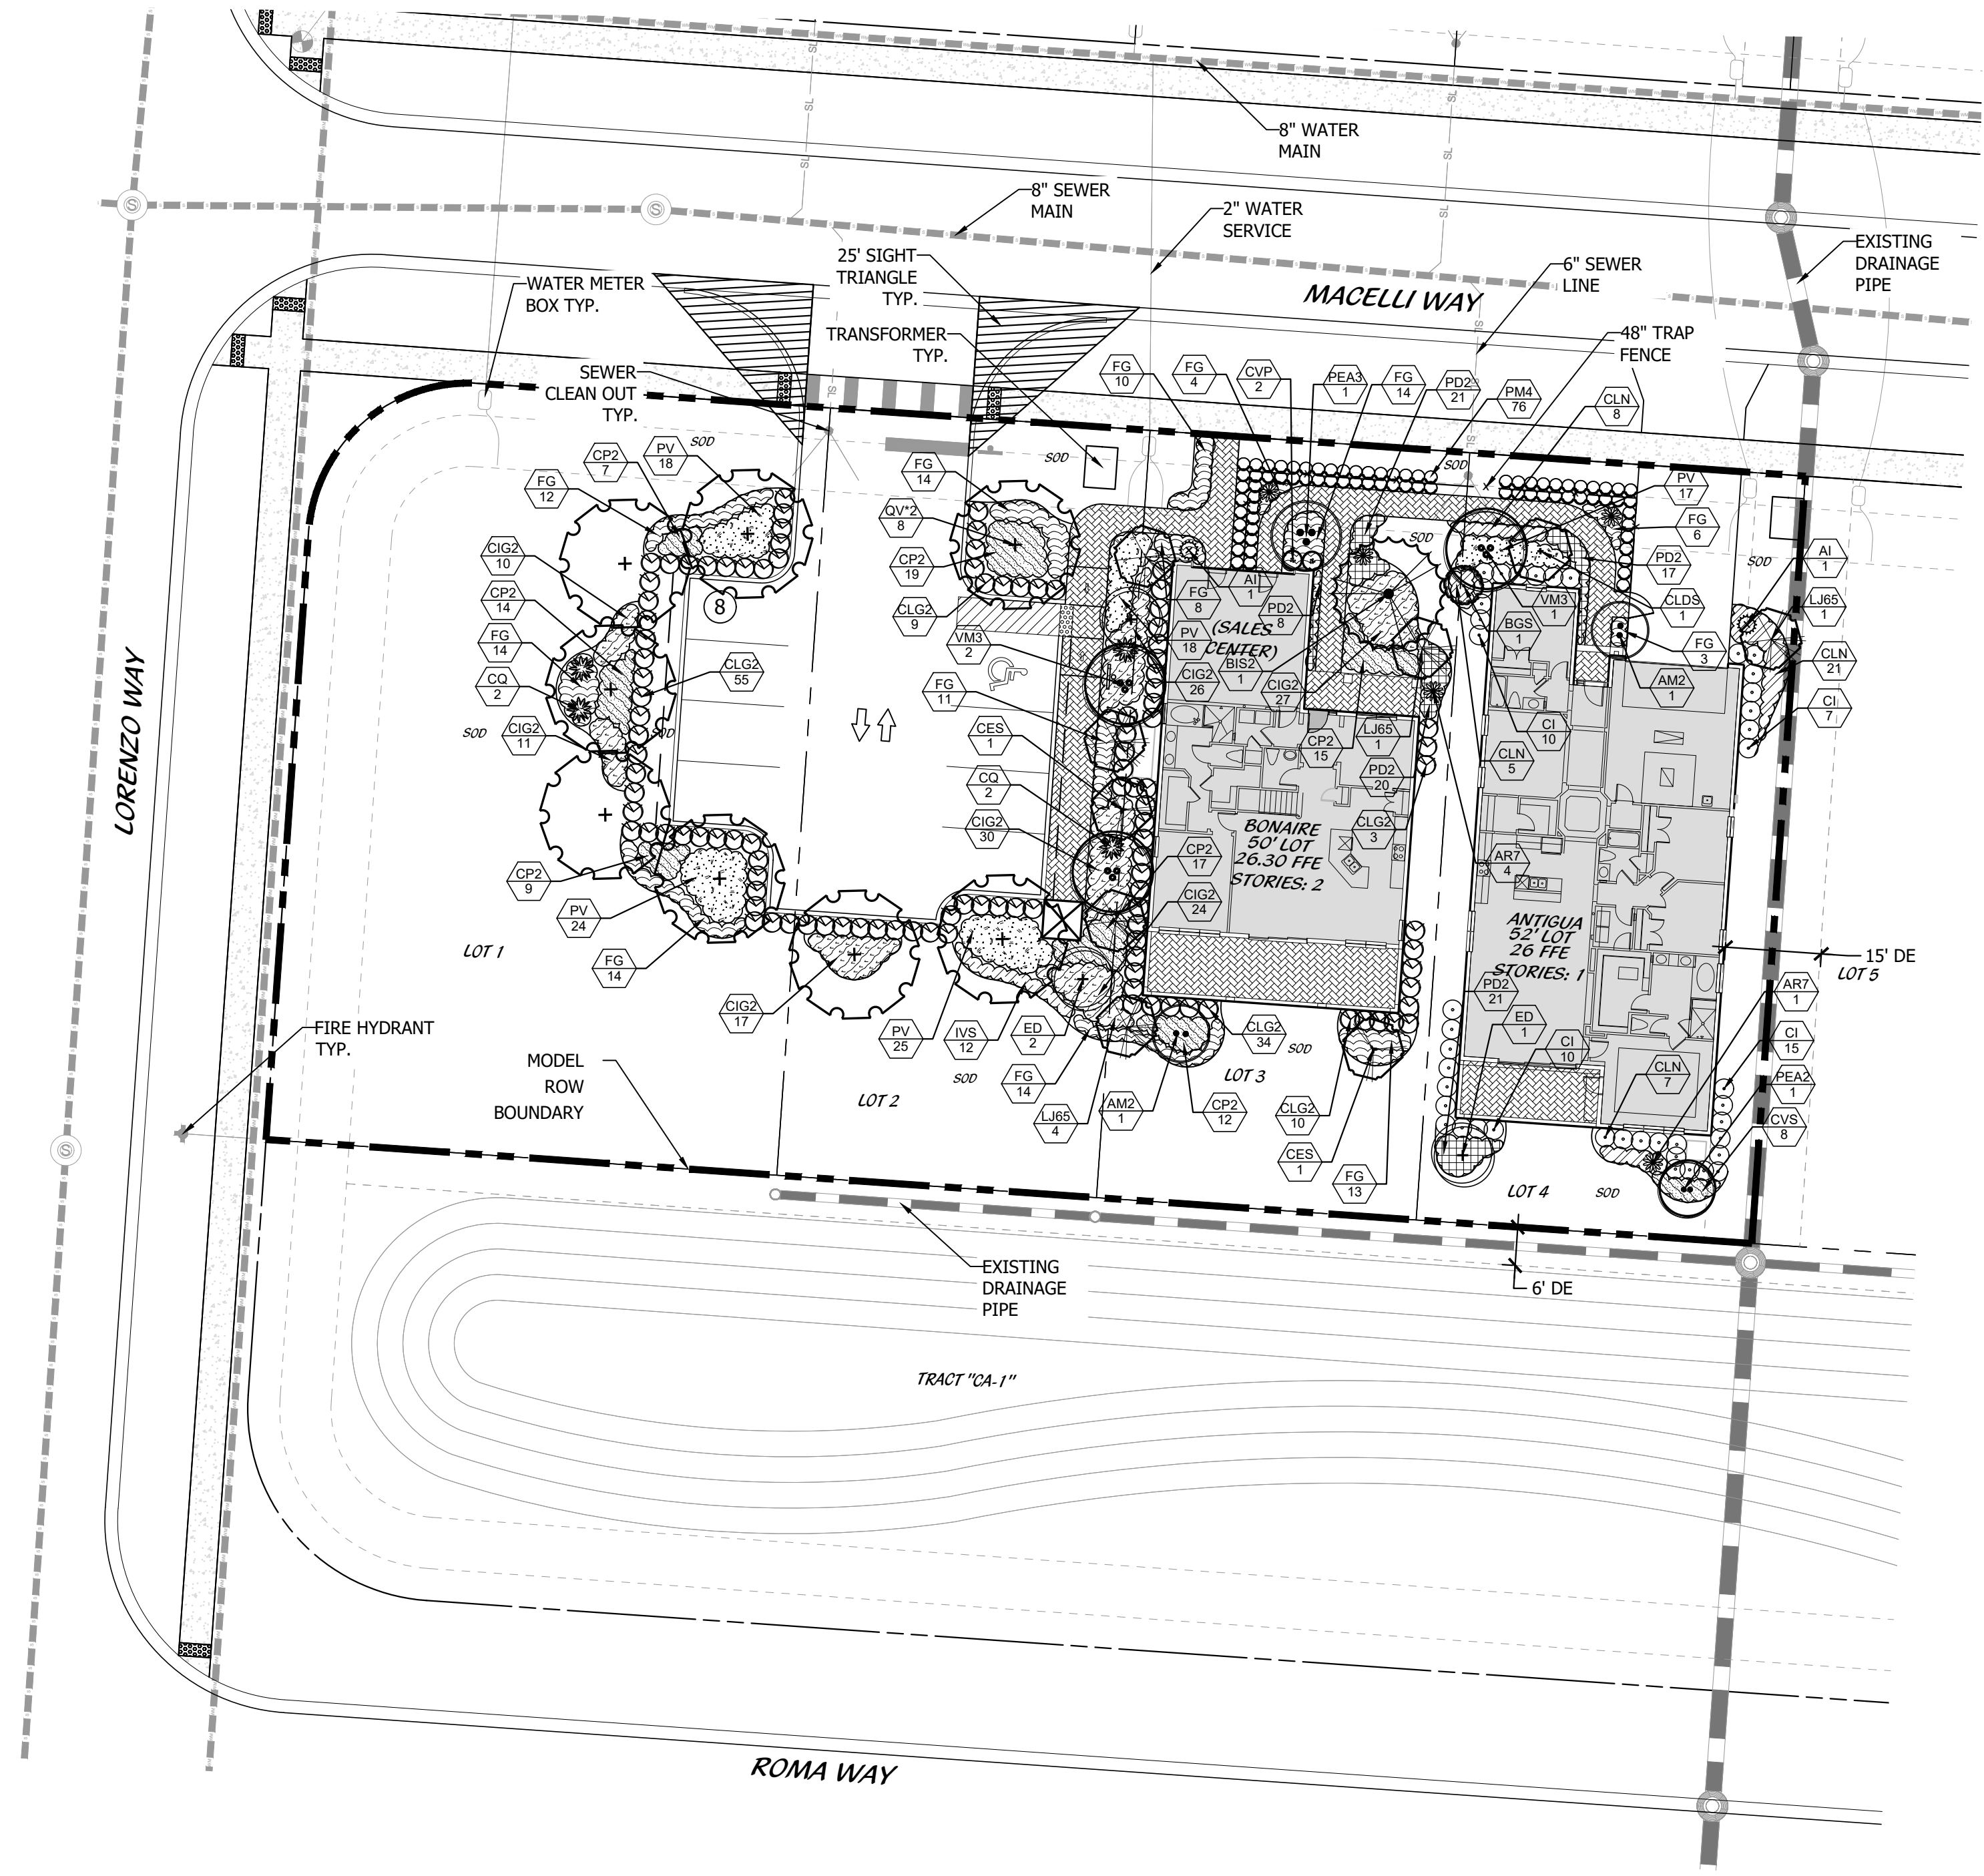 8" WATER
MAIN
8" SEWER
MAIN
2" WATER
SERVICE
EXISTING
DRAINAGE
PIPE
25' SIGHT
TRIANGLE
TYP.
6" SEWER
LINE
WATER METER
BOX TYP.
MACELLI WAY
TRANSFORMER
TYP.
48" TRAP
FENCE
SEWER
CLEAN OUT
TYP.
SL
SL
SL
SL
SL
SL
SL
SL
S
S
S
FG
10
FG
4
CVP
2
PEA3
1
FG
14
PD2
21
PM4
76
CLN
8
CP2
7
PV
18
SOD
FG
12
FG
14
SOD
SOD
PV
17
QV*2
8
FG
6
SOD
SOD
CIG2
10
CP2
19
PD2
17
AI
1
CP2
14
CLG2
9
8
FG
8
AI
1
PD2
8
VM3
1
CLDS
1
LJ65
1
FG
14
VM3
2
PV
18
(SALES
CENTER)
BGS
1
FG
3
CLN
21
CQ
2
CLG2
55
FG
11
CIG2
26
BIS2
1
CIG2
27
AM2
1
CI
7
SOD
CIG2
11
SOD
CES
1
CP2
15
LJ65
1
CI
10
CLN
5
CQ
2
PD2
20
CIG2
30
BONAIRE
50' LOT
26.30 FFE
STORIES: 2
CLG2
3
CP2
17
AR7
4
CP2
9
CIG2
24
PV
24
ANTIGUA
52' LOT
26 FFE
STORIES: 1
LORENZO WAY
LOT 1
FG
14
15' DE
LOT 5
CIG2
17
PV
25
IVS
12
ED
2
CLG2
34
SOD
PD2
21
ED
1
CI
10
AR7
1
CI
15
FIRE HYDRANT
TYP.
MODEL
ROW
BOUNDARY
SOD
FG
14
LOT 3
CLN
7
PEA2
1
LOT 2
LJ65
4
AM2
1
CP2
12
CLG2
10
CVS
8
CES
1
FG
13
LOT 4
SOD
EXISTING
DRAINAGE
PIPE
6' DE
TRACT "CA-1"
ROMA WAY